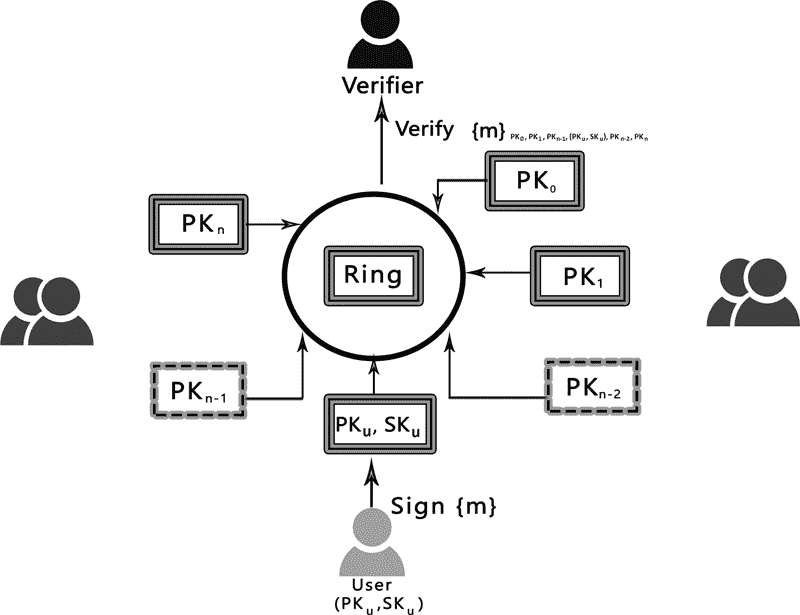 Verifier
Verify {m} PK₀, PK₁, PKₙ₋₁, (PKᵤ, SKᵤ), PKₙ₋₂, PKₙ
PK₀
PKₙ
Ring
PK₁
PKₙ₋₁
PKₙ₋₂
PKᵤ, SKᵤ
Sign {m}
User
(PKᵤ,SKᵤ)